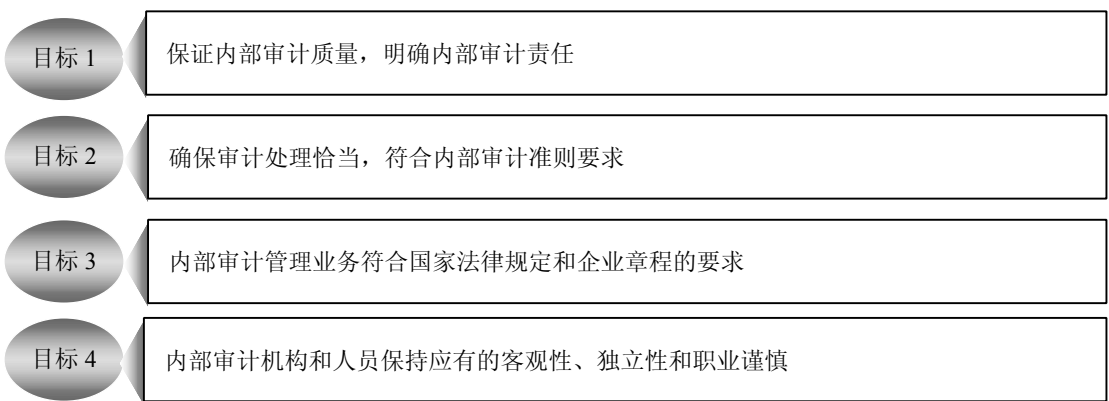 目标 1
保证内部审计质量，明确内部审计责任
目标 2
确保审计处理恰当，符合内部审计准则要求
目标 3
内部审计管理业务符合国家法律规定和企业章程的要求
目标 4
内部审计机构和人员保持应有的客观性、独立性和职业谨慎